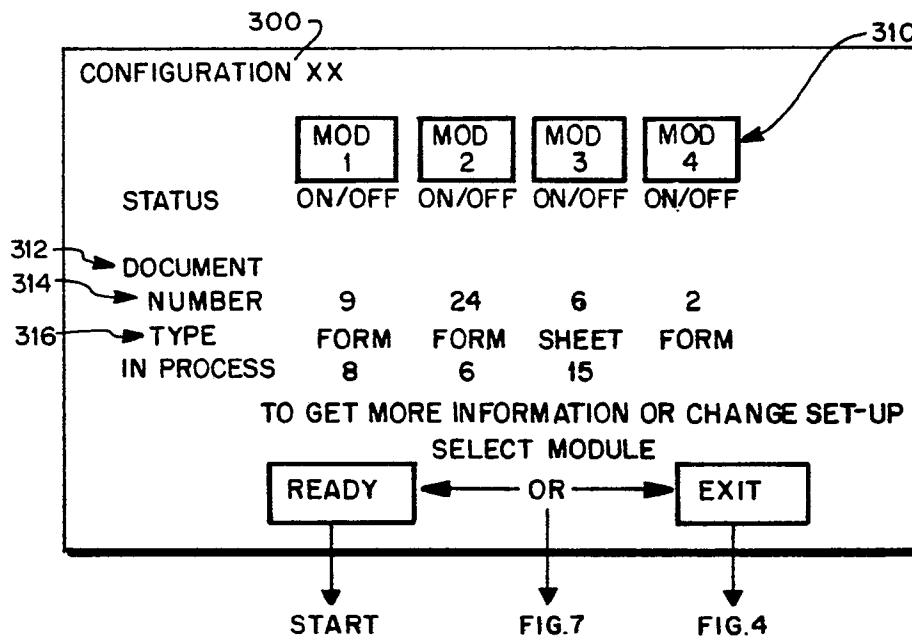 300
310
CONFIGURATION XX
MOD 1 MOD 2 MOD 3 MOD 4
STATUS ON/OFF ON/OFF ON/OFF ON/OFF
312 DOCUMENT
314 NUMBER 9 24 6 2
316 TYPE FORM FORM SHEET FORM
IN PROCESS 8 6 15
TO GET MORE INFORMATION OR CHANGE SET-UP
SELECT MODULE
READY OR EXIT
START FIG.7 FIG.4